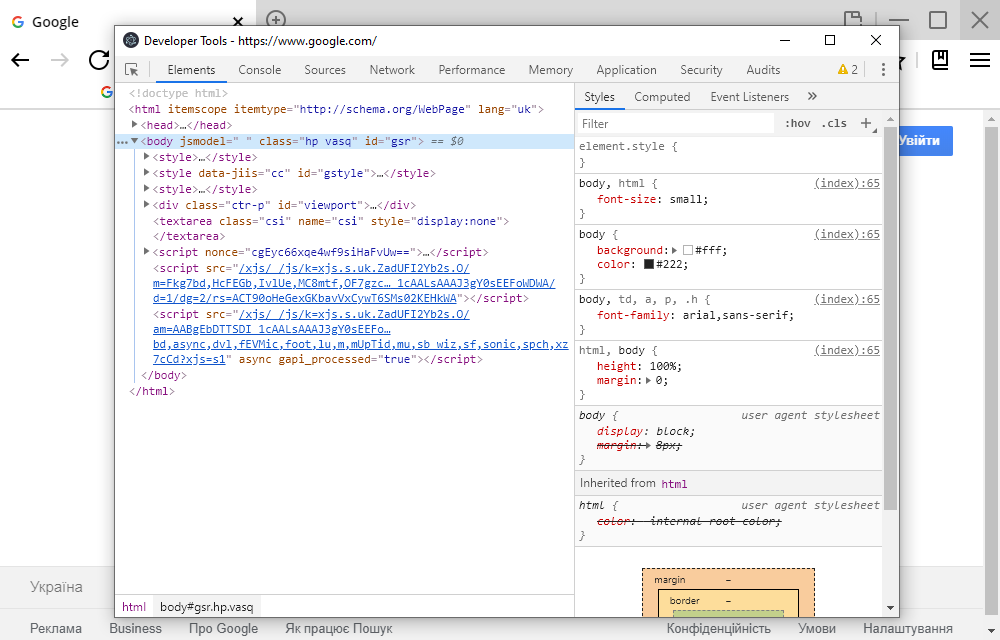 Google
Developer Tools - https://www.google.com/
Elements Console Sources Network Performance Memory Application Security Audits 2
<!doctype html>
<html itemscope itemtype="http://schema.org/WebPage" lang="uk">
<head>…</head>
<body jsmodel=" " class="hp vasq" id="gsr"> == $0
<style>…</style>
<style data-jiis="cc" id="gstyle">…</style>
<style>…</style>
<div class="ctr-p" id="viewport">…</div>
<textarea class="csi" name="csi" style="display:none">
</textarea>
<script nonce="cgEyc66xqe4wf9siHaFvUw==">…</script>
<script src="/xjs/_/js/k=xjs.s.uk.ZadUFI2Yb2s.O/
m=Fkg7bd,HcFEGb,IvlUe,MC8mtf,OF7gzc…_1cAALsAAAJ3gY0sEEFoWDWA/
d=1/dg=2/rs=ACT90oHeGexGKbavVxCywT6SMs02KEHkWA"></script>
<script src="/xjs/_/js/k=xjs.s.uk.ZadUFI2Yb2s.O/
am=AABgEbDTTSDI_1cAALsAAAJ3gY0sEEFo…
bd,async,dvl,fEVMic,foot,lu,m,mUpTid,mu,sb_wiz,sf,sonic,spch,xz
7cCd?xjs=s1" async gapi_processed="true"></script>
</body>
</html>
html body#gsr.hp.vasq
Styles Computed Event Listeners »
Filter :hov .cls +
element.style {
}
body, html { (index):65
font-size: small;
}
body { (index):65
background: #fff;
color: #222;
}
body, td, a, p, .h { (index):65
font-family: arial,sans-serif;
}
html, body { (index):65
height: 100%;
margin: 0;
}
body { user agent stylesheet
display: block;
margin: 8px;
}
Inherited from html
html { user agent stylesheet
color: -internal-root-color;
}
margin –
border –
Увійти
Україна
Реклама Business Про Google Як працює Пошук Конфіденційність Умови Налаштування